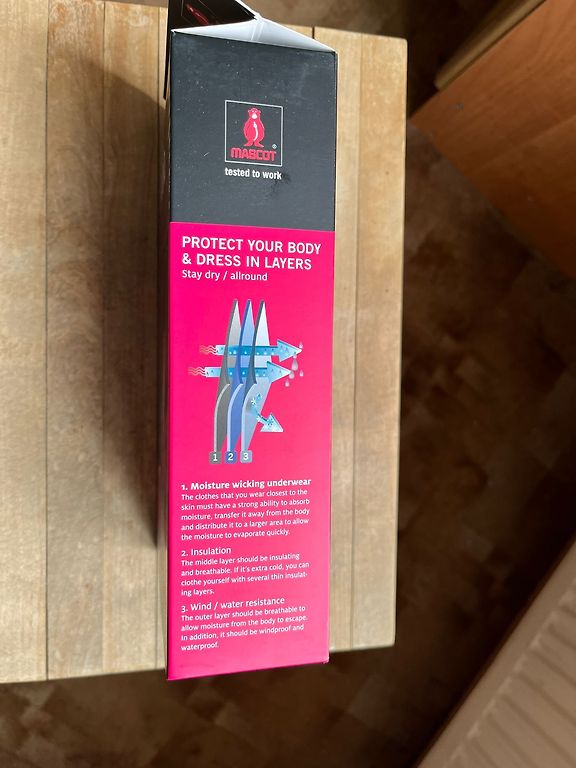 MASCOT
®
tested to work
PROTECT YOUR BODY
& DRESS IN LAYERS
Stay dry / allround
1 2 3
1. Moisture wicking underwear
The clothes that you wear closest to the
skin must have a strong ability to absorb
moisture, transfer it away from the body
and distribute it to a larger area to allow
the moisture to evaporate quickly.
2. Insulation
The middle layer should be insulating
and breathable. If it's extra cold, you can
clothe yourself with several thin insulat-
ing layers.
3. Wind / water resistance
The outer layer should be breathable to
allow moisture from the body to escape.
In addition, it should be windproof and
waterproof.